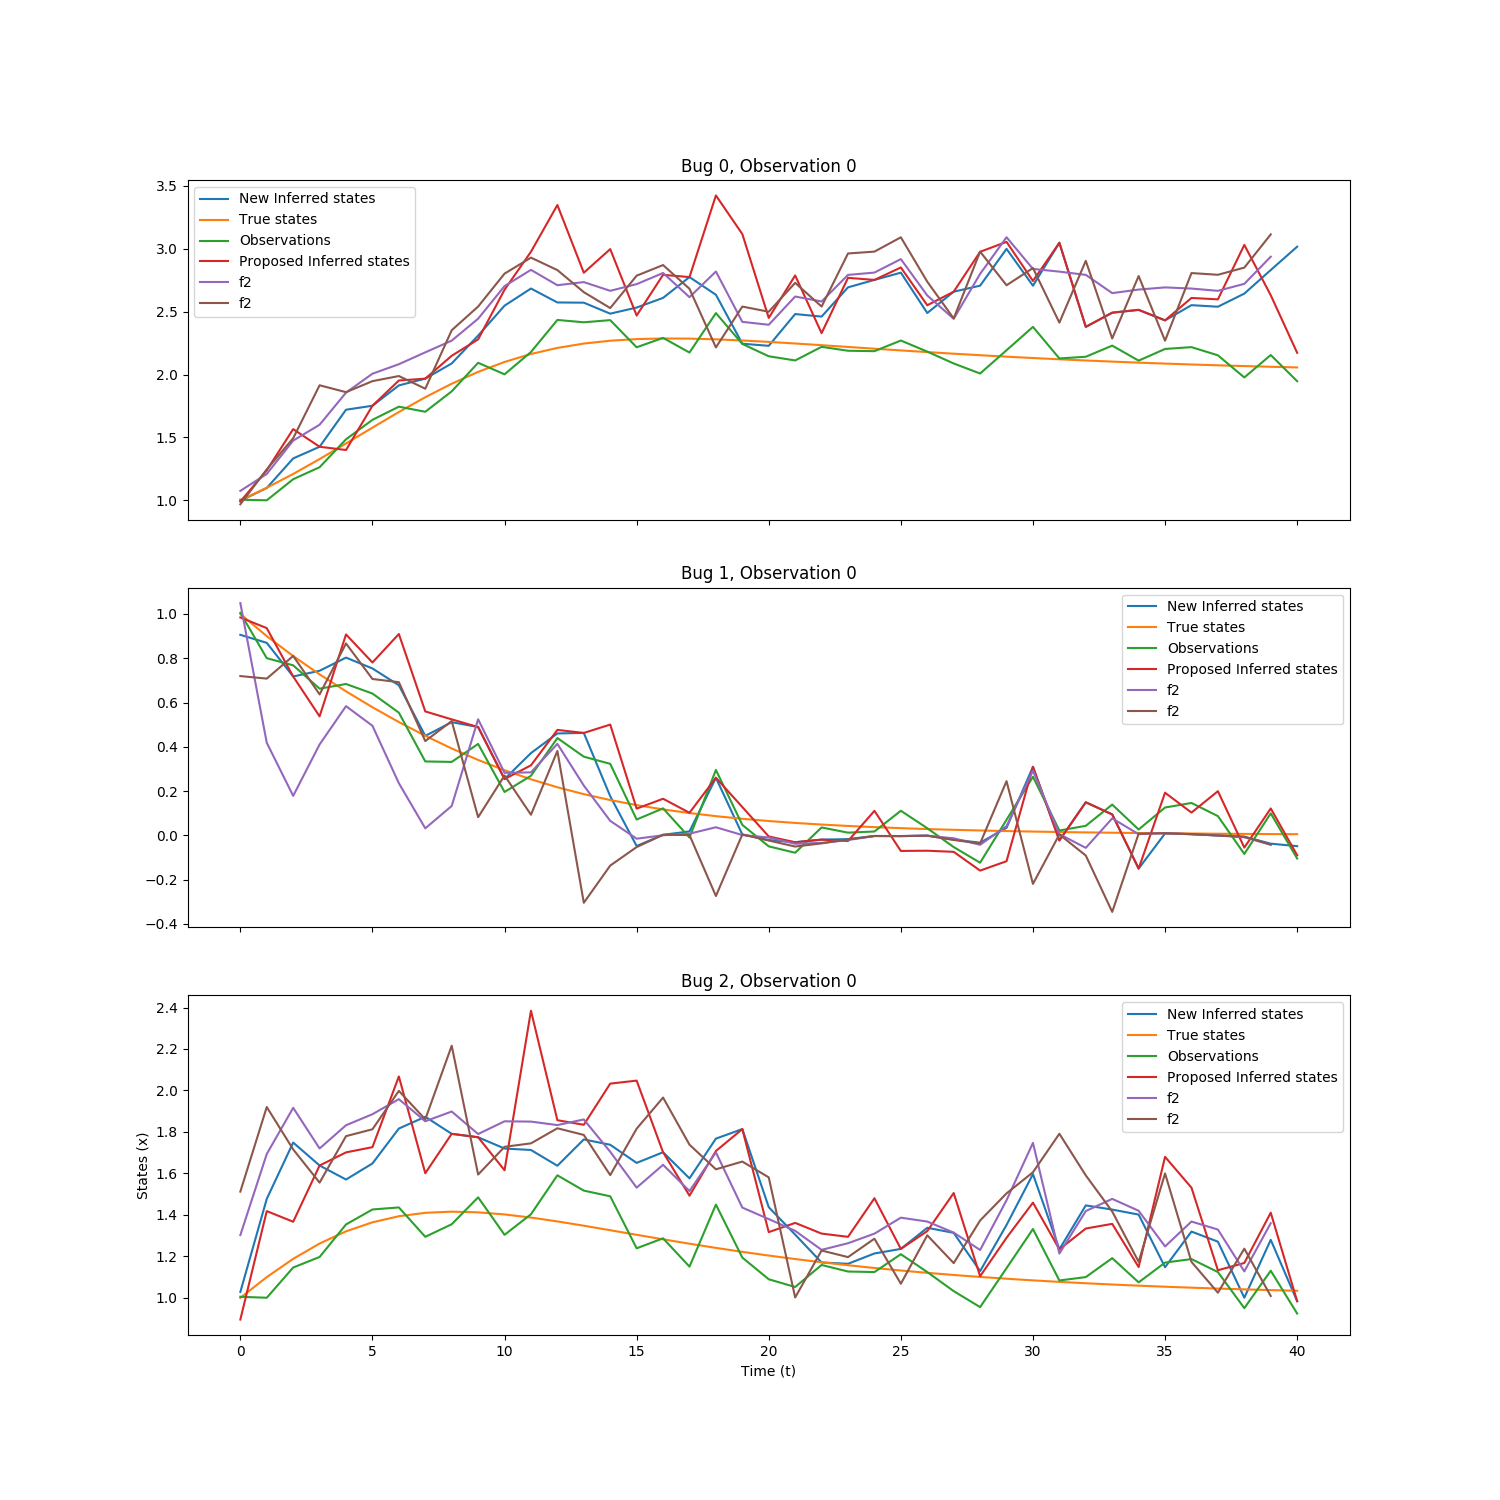 Bug 0, Observation 0
3.5
3.0
2.5
2.0
1.5
1.0
New Inferred states
True states
Observations
Proposed Inferred states
f2
f2
Bug 1, Observation 0
1.0
0.8
0.6
0.4
0.2
0.0
−0.2
−0.4
New Inferred states
True states
Observations
Proposed Inferred states
f2
f2
Bug 2, Observation 0
States (x)
2.4
2.2
2.0
1.8
1.6
1.4
1.2
1.0
New Inferred states
True states
Observations
Proposed Inferred states
f2
f2
0 5 10 15 20 25 30 35 40
Time (t)